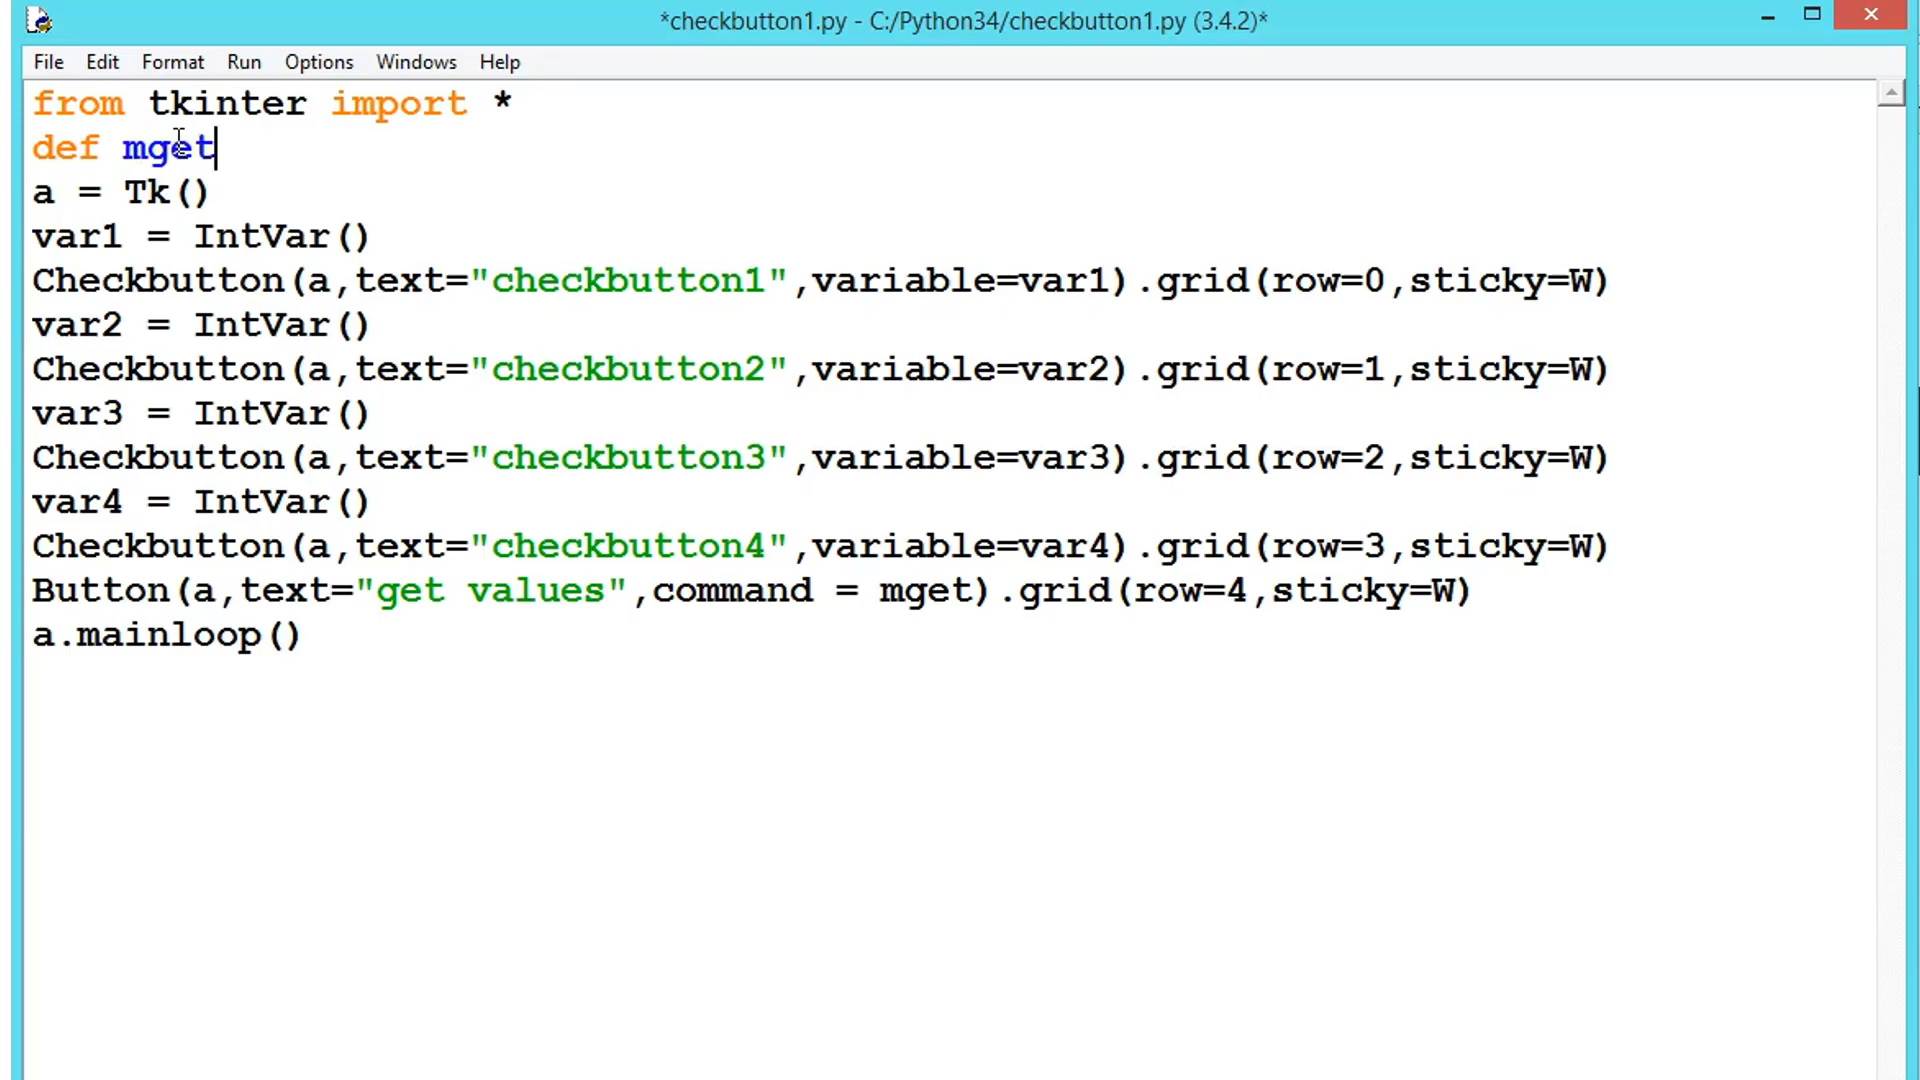 *checkbutton1.py - C:/Python34/checkbutton1.py (3.4.2)*
File Edit Format Run Options Windows Help
from tkinter import *
def mget
a = Tk()
var1 = IntVar()
Checkbutton(a,text="checkbutton1",variable=var1).grid(row=0,sticky=W)
var2 = IntVar()
Checkbutton(a,text="checkbutton2",variable=var2).grid(row=1,sticky=W)
var3 = IntVar()
Checkbutton(a,text="checkbutton3",variable=var3).grid(row=2,sticky=W)
var4 = IntVar()
Checkbutton(a,text="checkbutton4",variable=var4).grid(row=3,sticky=W)
Button(a,text="get values",command = mget).grid(row=4,sticky=W)
a.mainloop()